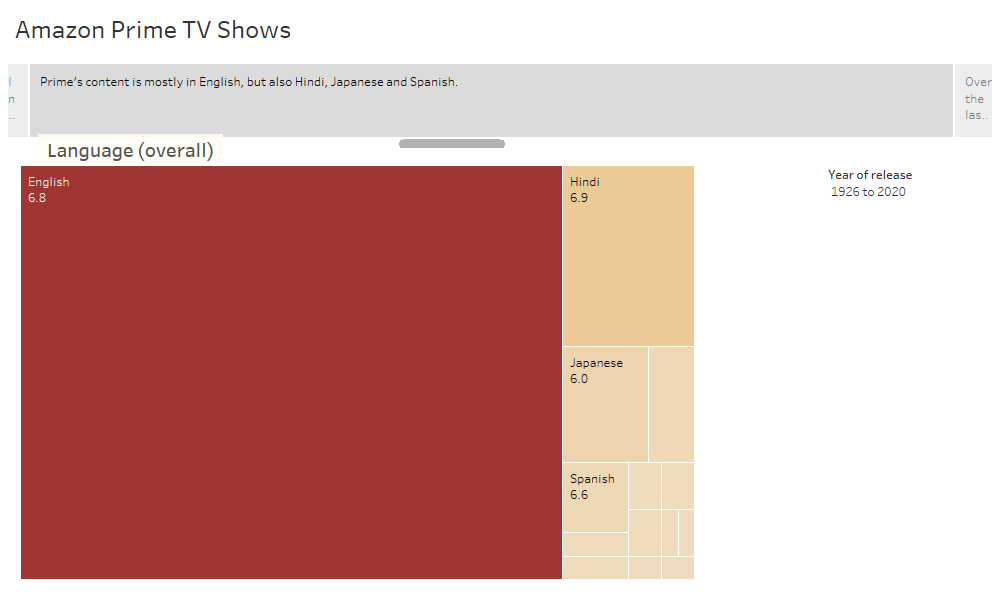 Amazon Prime TV Shows
l
n
..
Prime's content is mostly in English, but also Hindi, Japanese and Spanish.
Over
the
las..
Language (overall)
English
6.8
Hindi
6.9
Japanese
6.0
Spanish
6.6
Year of release
1926 to 2020